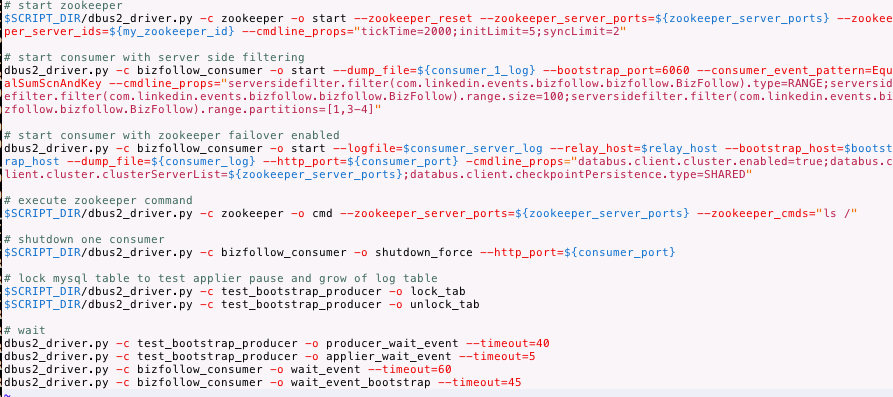 # start zookeeper
$SCRIPT_DIR/dbus2_driver.py -c zookeeper -o start --zookeeper_reset --zookeeper_server_ports=${zookeeper_server_ports} --zookee
per_server_ids=${my_zookeeper_id} --cmdline_props="tickTime=2000;initLimit=5;syncLimit=2"
# start consumer with server side filtering
dbus2_driver.py -c bizfollow_consumer -o start --dump_file=${consumer_1_log} --bootstrap_port=6060 --consumer_event_pattern=Equ
alSumScnAndKey --cmdline_props="serversidefilter.filter(com.linkedin.events.bizfollow.bizfollow.BizFollow).type=RANGE;serversid
efilter.filter(com.linkedin.events.bizfollow.bizfollow.BizFollow).range.size=100;serversidefilter.filter(com.linkedin.events.bi
zfollow.bizfollow.BizFollow).range.partitions=[1,3-4]"
# start consumer with zookeeper failover enabled
dbus2_driver.py -c bizfollow_consumer -o start --logfile=$consumer_server_log --relay_host=$relay_host --bootstrap_host=$bootst
rap_host --dump_file=${consumer_log} --http_port=${consumer_port} -cmdline_props="databus.client.cluster.enabled=true;databus.c
lient.cluster.clusterServerList=${zookeeper_server_ports};databus.client.checkpointPersistence.type=SHARED"
# execute zookeeper command
$SCRIPT_DIR/dbus2_driver.py -c zookeeper -o cmd --zookeeper_server_ports=${zookeeper_server_ports} --zookeeper_cmds="ls /"
# shutdown one consumer
$SCRIPT_DIR/dbus2_driver.py -c bizfollow_consumer -o shutdown_force --http_port=${consumer_port}
# lock mysql table to test applier pause and grow of log table
$SCRIPT_DIR/dbus2_driver.py -c test_bootstrap_producer -o lock_tab
$SCRIPT_DIR/dbus2_driver.py -c test_bootstrap_producer -o unlock_tab
# wait
dbus2_driver.py -c test_bootstrap_producer -o producer_wait_event --timeout=40
dbus2_driver.py -c test_bootstrap_producer -o applier_wait_event --timeout=5
dbus2_driver.py -c bizfollow_consumer -o wait_event --timeout=60
dbus2_driver.py -c bizfollow_consumer -o wait_event_bootstrap --timeout=45
~